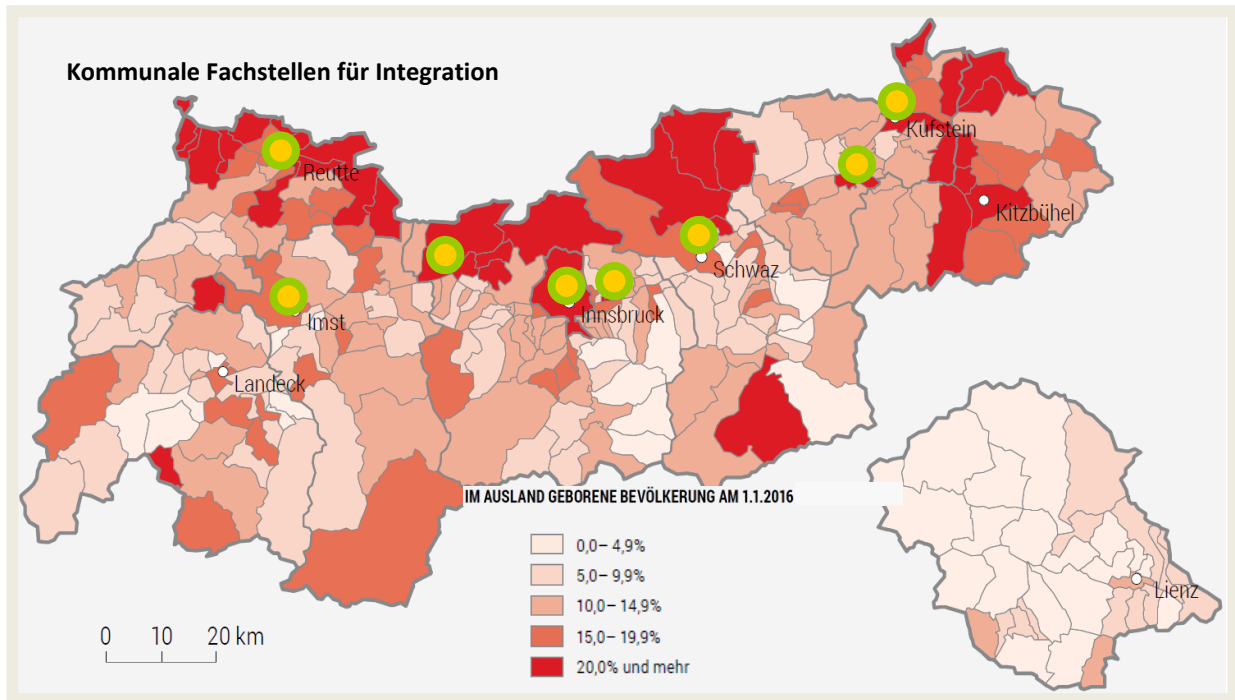 Kommunale Fachstellen für Integration
Kufstein
Reutte
Kitzbühel
Schwaz
Innsbruck
Imst
Landeck
IM AUSLAND GEBORENE BEVÖLKERUNG AM 1.1.2016
0,0– 4,9%
5,0– 9,9%
10,0– 14,9%
15,0– 19,9%
20,0% und mehr
Lienz
0 10 20 km